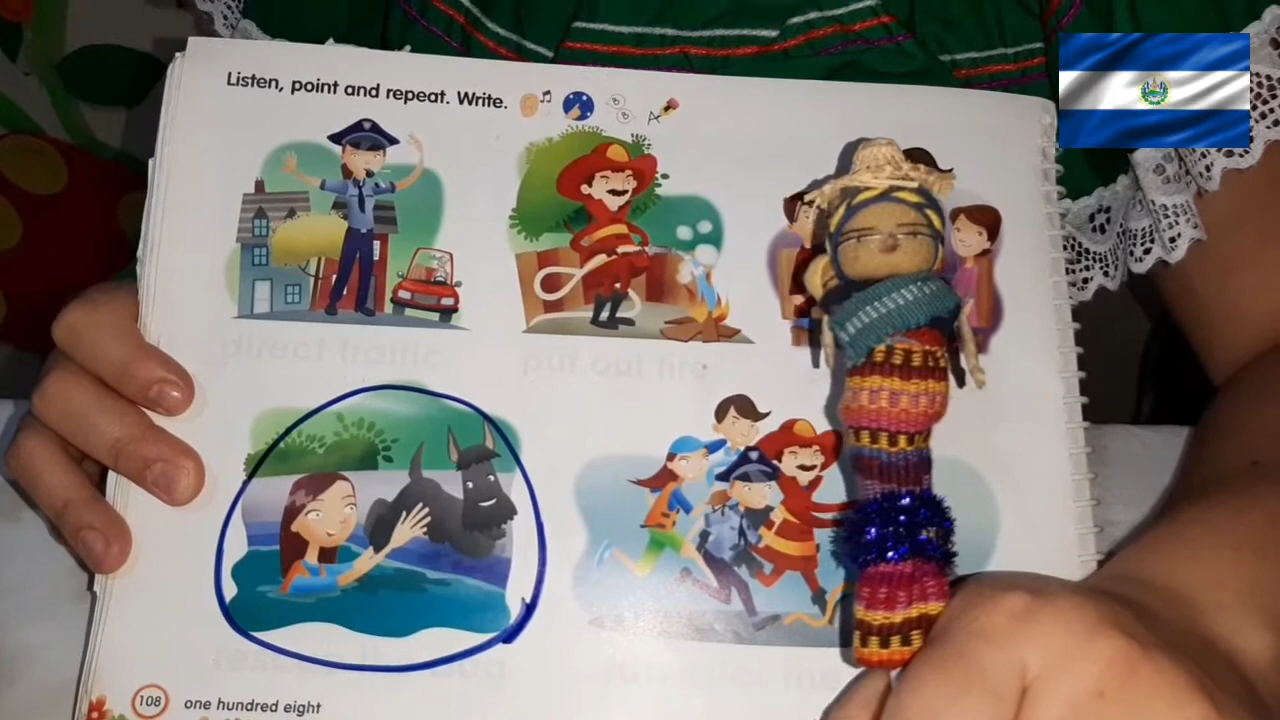 Listen, point and repeat. Write.
direct traffic
put out fire
108 one hundred eight